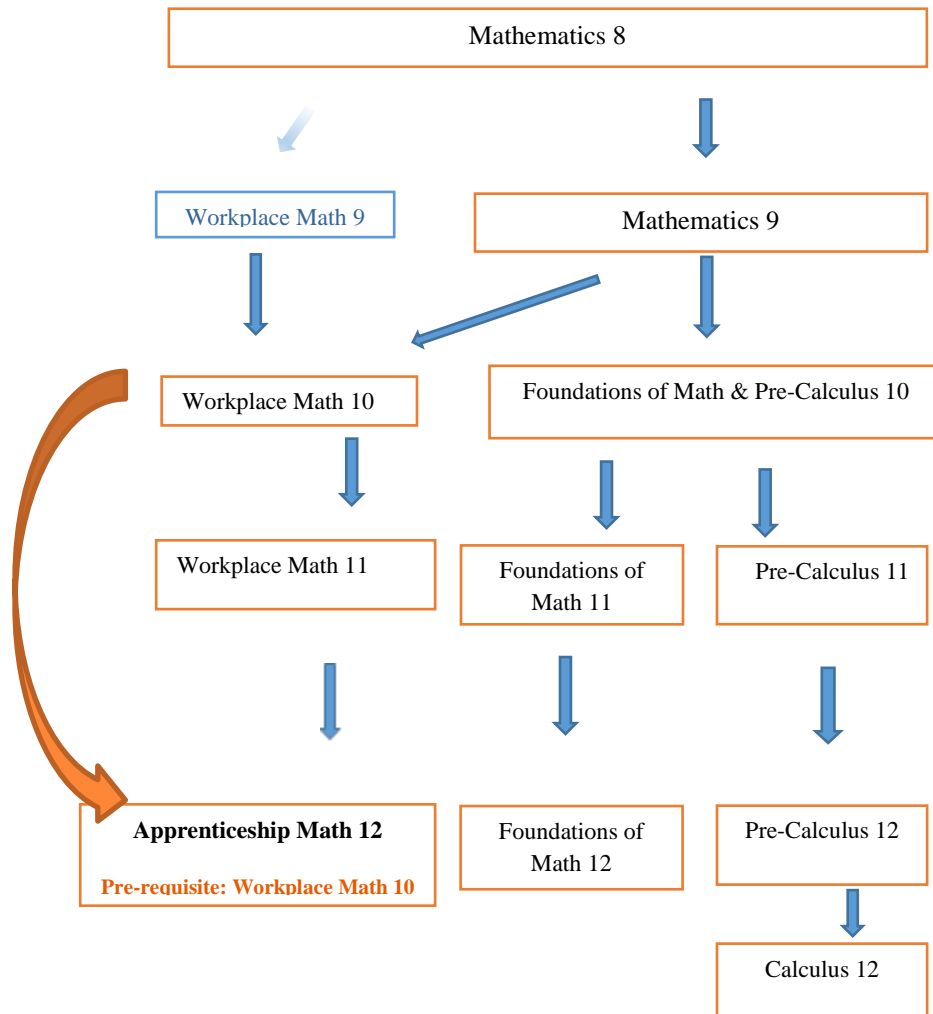 Mathematics 8
Workplace Math 9
Mathematics 9
Workplace Math 10
Foundations of Math & Pre-Calculus 10
Workplace Math 11
Foundations of
Math 11
Pre-Calculus 11
Apprenticeship Math 12
Pre-requisite: Workplace Math 10
Foundations of
Math 12
Pre-Calculus 12
Calculus 12